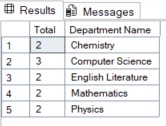 Results Messages
Total Department Name
1 2 Chemistry
2 3 Computer Science
3 2 English Literature
4 2 Mathematics
5 2 Physics